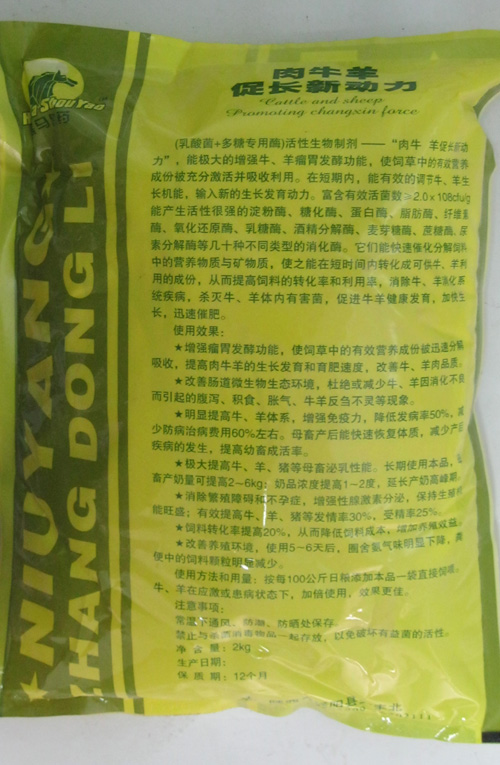 肉牛羊
促长新动力
Cattle and sheep
Promoting changxin force
(乳酸菌+多糖专用酶)活性生物制剂 —— “肉牛 羊促长新动
力”，能极大的增强牛、羊瘤胃发酵功能，使饲草中的有效营养
成份被充分激活并吸收利用。在短期内，能有效的调节牛、羊生
长机能，输入新的生长发育动力。富含有效活菌数≥2.0x108cfu/g
能产生活性很强的淀粉酶、糖化酶、蛋白酶、脂肪酶、纤维素
酶、氧化还原酶、乳糖酶、酒精分解酶、麦芽糖酶、蔗糖酶、尿
素分解酶等几十种不同类型的消化酶。它们能快速催化分解饲料
中的营养物质与矿物质，使之能在短时间内转化成可供牛、羊利
用的成份，从而提高饲料的转化率和利用率，消除牛、羊消化系
统疾病，杀灭牛、羊体内有害菌，促进牛羊健康发育，加快生
长，迅速催肥。
使用效果：
★增强瘤胃发酵功能，使饲草中的有效营养成份被迅速分解
吸收，提高肉牛羊的生长发育和育肥速度，改善牛、羊肉品质。
★改善肠道微生物生态环境，杜绝或减少牛、羊因消化不良
而引起的腹泻、积食、胀气、牛羊反刍不灵等现象。
★明显提高牛、羊体系，增强免疫力，降低发病率50%，减
少防病治病费用60%左右。母畜产后能快速恢复体质，减少产后
疾病的发生，提高幼畜成活率。
★极大提高牛、羊、猪等母畜泌乳性能。长期使用本品，
畜产奶量可提高2~6kg；奶品浓度提高1~2度，延长产奶高峰期。
★消除繁殖障碍和不孕症，增强性腺激素分泌，保持生殖机
能旺盛；有效提高牛、羊、猪等发情率30%，受精率25%。
★饲料转化率提高20%，从而降低饲料成本，增加养殖效益。
★改善养殖环境，使用5~6天后，圈舍氨气味明显下降，粪
便中的饲料颗粒明显减少。
使用方法和用量：按每100公斤日粮添加本品一袋直接饲喂。
牛、羊在应激或患病状态下，加倍使用，效果更佳。
注意事项：
常温下通风、防潮、防晒处保存。
禁止与杀菌消毒物品一起存放，以免破坏有益菌的活性。
净 含 量：2kg
生产日期：
保 质 期：12个月
NIUYANG
CHANG DONG LI